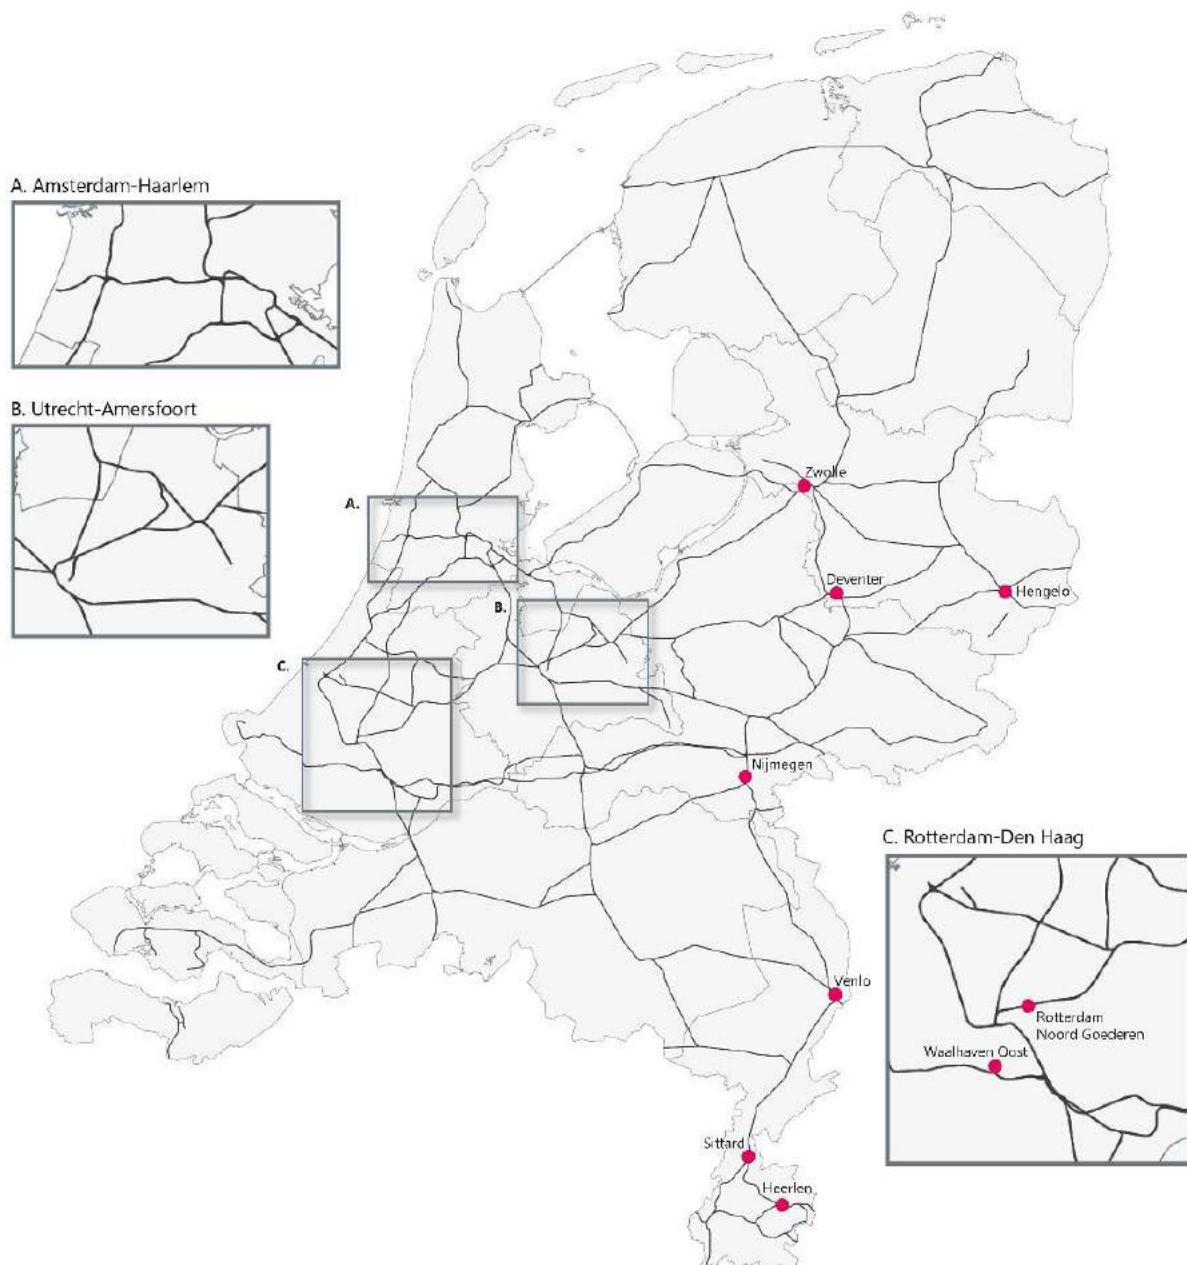 A. Amsterdam-Haarlem
B. Utrecht-Amersfoort
A.
Zwolle
Deventer
Hengelo
B.
C.
Nijmegen
C. Rotterdam-Den Haag
Venlo
Rotterdam
Noord Goederen
Waalhaven Oost
Sittard
Heerlen